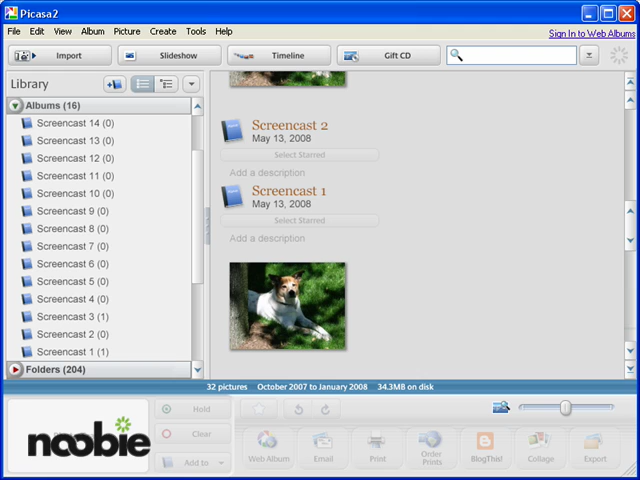 Picasa2
File Edit View Album Picture Create Tools Help
Sign In to Web Albums
Import Slideshow Timeline Gift CD
Library
Albums (16)
Screencast 14 (0)
Screencast 13 (0)
Screencast 12 (0)
Screencast 11 (0)
Screencast 10 (0)
Screencast 9 (0)
Screencast 8 (0)
Screencast 7 (0)
Screencast 6 (0)
Screencast 5 (0)
Screencast 4 (0)
Screencast 3 (1)
Screencast 2 (0)
Screencast 1 (1)
Folders (204)
Screencast 2
May 13, 2008
Select Starred
Add a description
Screencast 1
May 13, 2008
Select Starred
Add a description
32 pictures October 2007 to January 2008 34.3MB on disk
noobie
Hold
Clear
Add to
Web Album Email Print Order Prints BlogThis! Collage Export